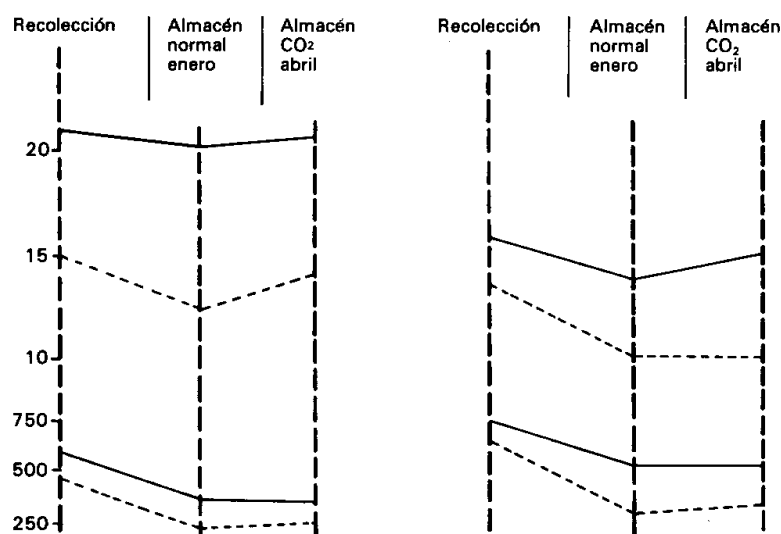 Recolección
Almacén
normal
enero
Almacén
CO2
abril
20
15
10
750
500
250
Recolección
Almacén
normal
enero
Almacén
CO₂
abril